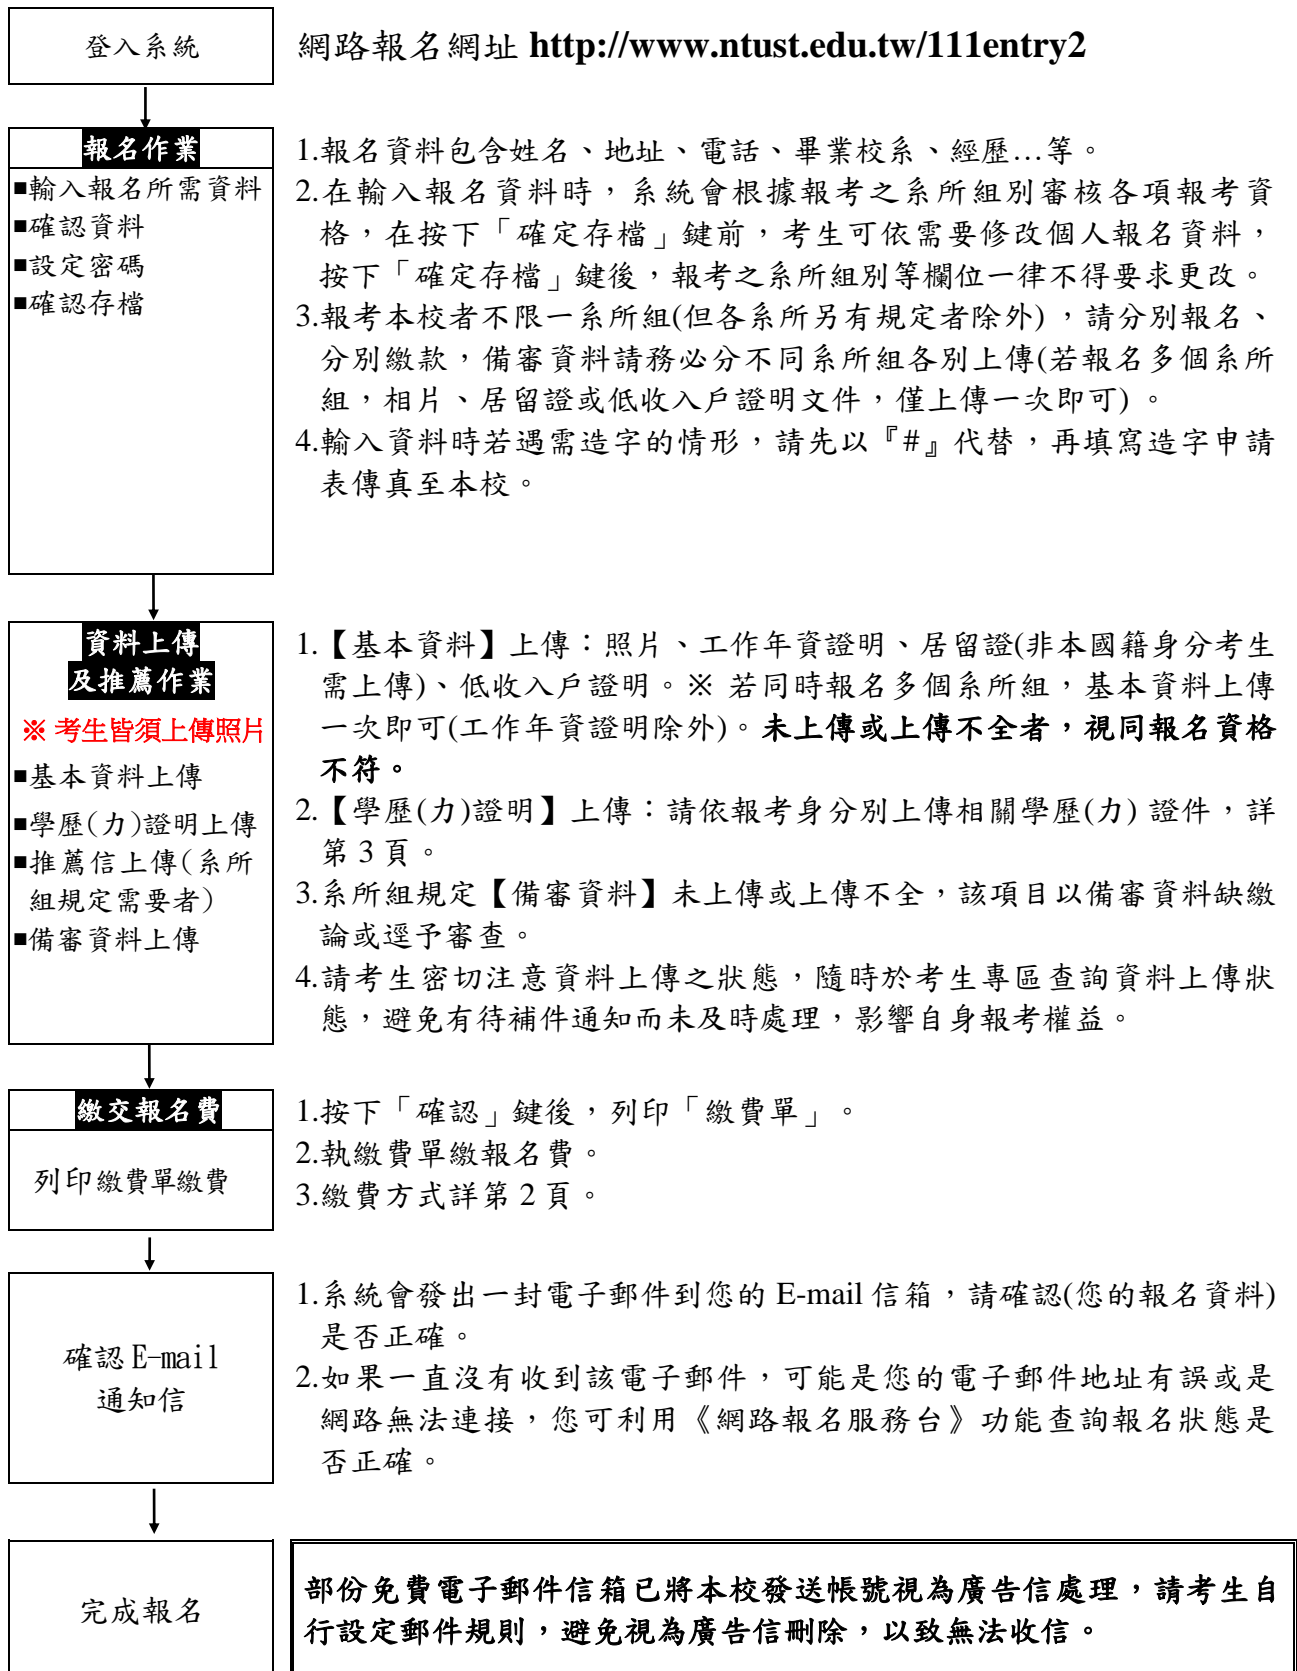 登入系統
網路報名網址 http://www.ntust.edu.tw/111entry2
報名作業
■輸入報名所需資料
■確認資料
■設定密碼
■確認存檔
1.報名資料包含姓名、地址、電話、畢業校系、經歷…等。
2.在輸入報名資料時，系統會根據報考之系所組別審核各項報考資
格，在按下「確定存檔」鍵前，考生可依需要修改個人報名資料，
按下「確定存檔」鍵後，報考之系所組別等欄位一律不得要求更改。
3.報考本校者不限一系所組(但各系所另有規定者除外)，請分別報名、
分別繳款，備審資料請務必分不同系所組各別上傳(若報名多個系所
組，相片、居留證或低收入戶證明文件，僅上傳一次即可)。
4.輸入資料時若遇需造字的情形，請先以『#』代替，再填寫造字申請
表傳真至本校。
資料上傳
及推薦作業
※ 考生皆須上傳照片
■基本資料上傳
■學歷(力)證明上傳
■推薦信上傳(系所
組規定需要者)
■備審資料上傳
1.【基本資料】上傳：照片、工作年資證明、居留證(非本國籍身分考生
需上傳)、低收入戶證明。※ 若同時報名多個系所組，基本資料上傳
一次即可(工作年資證明除外)。未上傳或上傳不全者，視同報名資格
不符。
2.【學歷(力)證明】上傳：請依報考身分別上傳相關學歷(力) 證件，詳
第 3 頁。
3.系所組規定【備審資料】未上傳或上傳不全，該項目以備審資料缺繳
論或逕予審查。
4.請考生密切注意資料上傳之狀態，隨時於考生專區查詢資料上傳狀
態，避免有待補件通知而未及時處理，影響自身報考權益。
繳交報名費
列印繳費單繳費
1.按下「確認」鍵後，列印「繳費單」。
2.執繳費單繳報名費。
3.繳費方式詳第 2 頁。
確認 E-mail
通知信
1.系統會發出一封電子郵件到您的 E-mail 信箱，請確認(您的報名資料)
是否正確。
2.如果一直沒有收到該電子郵件，可能是您的電子郵件地址有誤或是
網路無法連接，您可利用《網路報名服務台》功能查詢報名狀態是
否正確。
完成報名
部份免費電子郵件信箱已將本校發送帳號視為廣告信處理，請考生自
行設定郵件規則，避免視為廣告信刪除，以致無法收信。